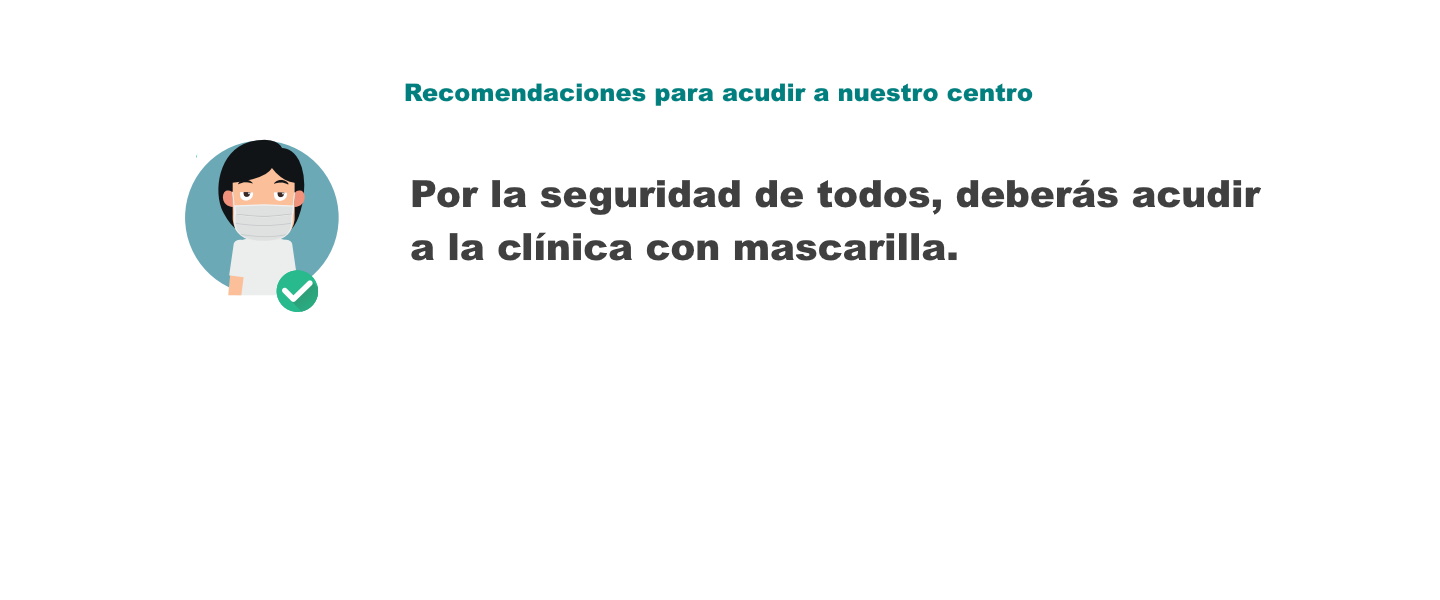 Recomendaciones para acudir a nuestro centro
Por la seguridad de todos, deberás acudir
a la clínica con mascarilla.